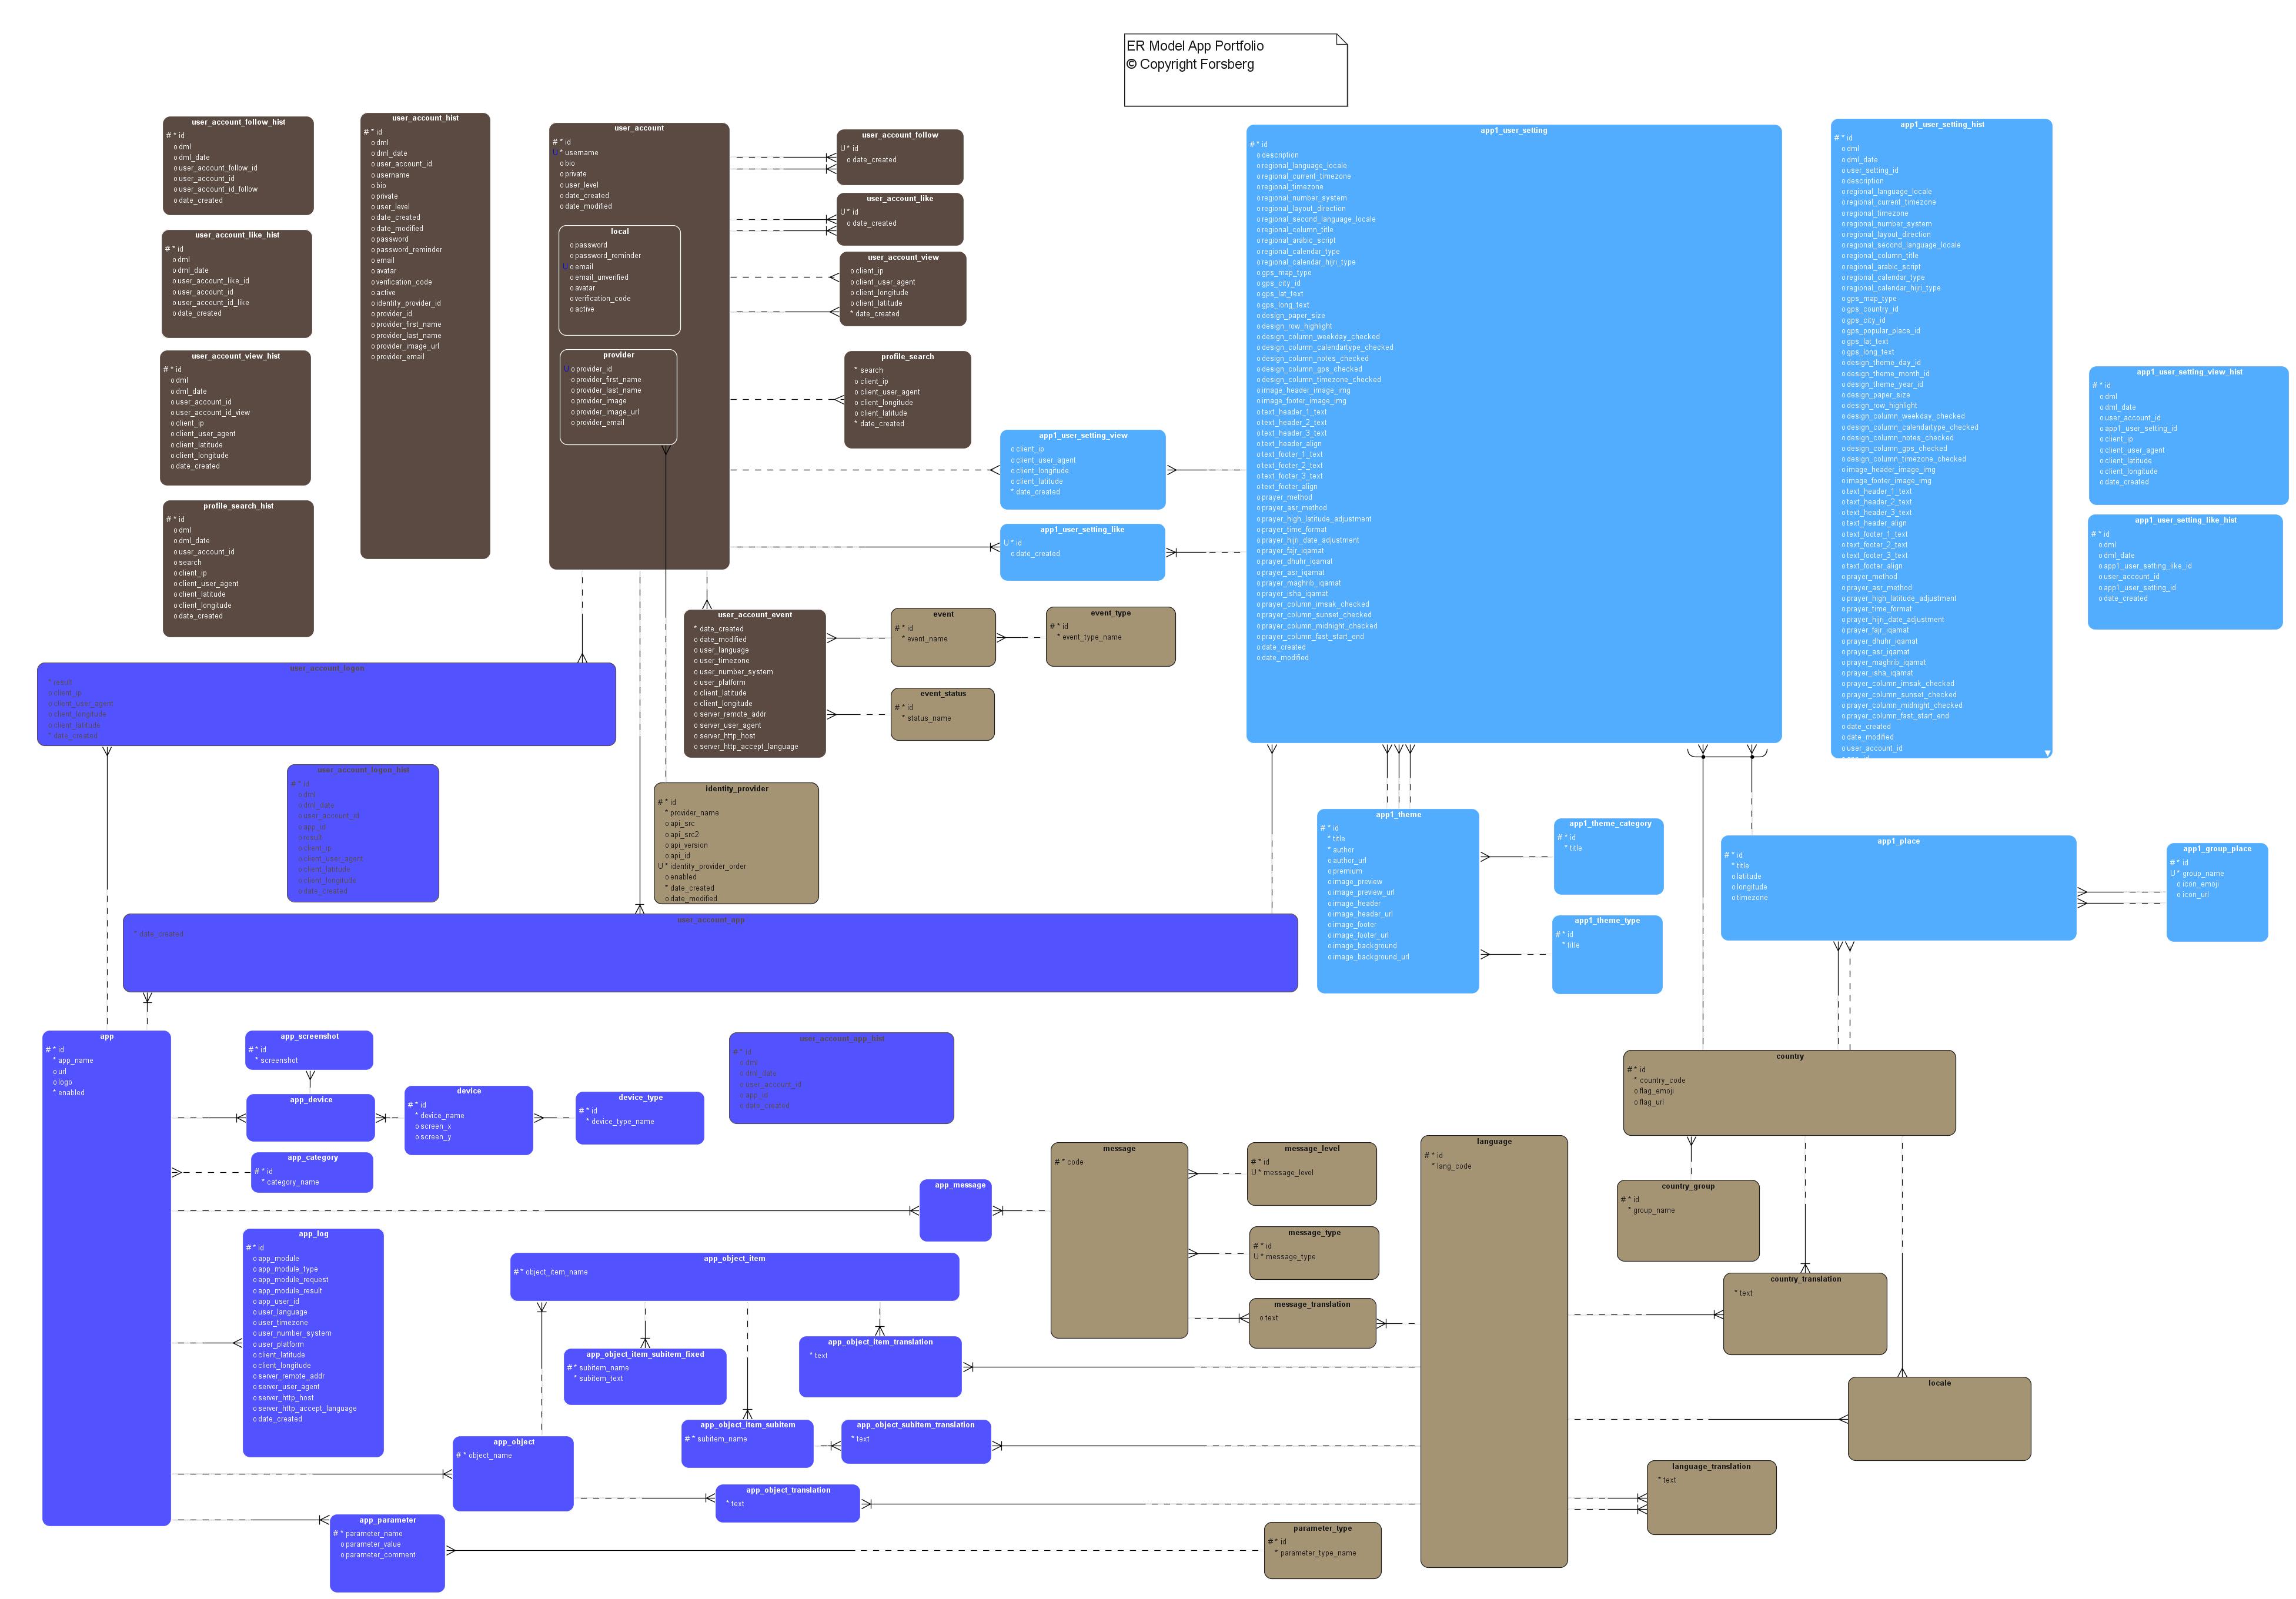 ER Model App Portfolio
© Copyright Forsberg
user_account_follow_hist
# * id
o dml
o dml_date
o user_account_follow_id
o user_account_id
o user_account_id_follow
o date_created
user_account_like_hist
# * id
o dml
o dml_date
o user_account_like_id
o user_account_id
o user_account_id_like
o date_created
user_account_view_hist
# * id
o dml
o dml_date
o user_account_id
o user_account_id_view
o client_ip
o client_user_agent
o client_latitude
o client_longitude
o date_created
profile_search_hist
# * id
o dml
o dml_date
o user_account_id
o search
o client_ip
o client_user_agent
o client_latitude
o client_longitude
o date_created
user_account_hist
# * id
o dml
o dml_date
o user_account_id
o username
o bio
o private
o user_level
o date_created
o date_modified
o password
o password_reminder
o email
o avatar
o verification_code
o active
o identity_provider_id
o provider_id
o provider_first_name
o provider_last_name
o provider_image_url
o provider_email
user_account
# * id
U * username
o bio
o private
o user_level
o date_created
o date_modified
local
o password
o password_reminder
U o email
o email_unverified
o avatar
o verification_code
o active
provider
U o provider_id
o provider_first_name
o provider_last_name
o provider_image
o provider_image_url
o provider_email
user_account_follow
U * id
o date_created
user_account_like
U * id
o date_created
user_account_view
o client_ip
o client_user_agent
o client_longitude
o client_latitude
* date_created
profile_search
* search
o client_ip
o client_user_agent
o client_longitude
o client_latitude
* date_created
app1_user_setting_view
o client_ip
o client_user_agent
o client_longitude
o client_latitude
* date_created
app1_user_setting_like
U * id
o date_created
app1_user_setting
# * id
o description
o regional_language_locale
o regional_current_timezone
o regional_timezone
o regional_number_system
o regional_layout_direction
o regional_second_language_locale
o regional_column_title
o regional_arabic_script
o regional_calendar_type
o regional_calendar_hijri_type
o gps_map_type
o gps_city_id
o gps_lat_text
o gps_long_text
o design_paper_size
o design_row_highlight
o design_column_weekday_checked
o design_column_calendartype_checked
o design_column_notes_checked
o design_column_gps_checked
o design_column_timezone_checked
o image_header_image_img
o image_footer_image_img
o text_header_1_text
o text_header_2_text
o text_header_3_text
o text_header_align
o text_footer_1_text
o text_footer_2_text
o text_footer_3_text
o text_footer_align
o prayer_method
o prayer_asr_method
o prayer_high_latitude_adjustment
o prayer_time_format
o prayer_hijri_date_adjustment
o prayer_fajr_iqamat
o prayer_dhuhr_iqamat
o prayer_asr_iqamat
o prayer_maghrib_iqamat
o prayer_isha_iqamat
o prayer_column_imsak_checked
o prayer_column_sunset_checked
o prayer_column_midnight_checked
o prayer_column_fast_start_end
o date_created
o date_modified
app1_user_setting_hist
# * id
o dml
o dml_date
o user_setting_id
o description
o regional_language_locale
o regional_current_timezone
o regional_timezone
o regional_number_system
o regional_layout_direction
o regional_second_language_locale
o regional_column_title
o regional_arabic_script
o regional_calendar_type
o regional_calendar_hijri_type
o gps_map_type
o gps_country_id
o gps_city_id
o gps_popular_place_id
o gps_lat_text
o gps_long_text
o design_theme_day_id
o design_theme_month_id
o design_theme_year_id
o design_paper_size
o design_row_highlight
o design_column_weekday_checked
o design_column_calendartype_checked
o design_column_notes_checked
o design_column_gps_checked
o design_column_timezone_checked
o image_header_image_img
o image_footer_image_img
o text_header_1_text
o text_header_2_text
o text_header_3_text
o text_header_align
o text_footer_1_text
o text_footer_2_text
o text_footer_3_text
o text_footer_align
o prayer_method
o prayer_asr_method
o prayer_high_latitude_adjustment
o prayer_time_format
o prayer_hijri_date_adjustment
o prayer_fajr_iqamat
o prayer_dhuhr_iqamat
o prayer_asr_iqamat
o prayer_maghrib_iqamat
o prayer_isha_iqamat
o prayer_column_imsak_checked
o prayer_column_sunset_checked
o prayer_column_midnight_checked
o prayer_column_fast_start_end
o date_created
o date_modified
o user_account_id
app1_user_setting_view_hist
# * id
o dml
o dml_date
o user_account_id
o app1_user_setting_id
o client_ip
o client_user_agent
o client_latitude
o client_longitude
o date_created
app1_user_setting_like_hist
# * id
o dml
o dml_date
o app1_user_setting_like_id
o user_account_id
o app1_user_setting_id
o date_created
user_account_event
* date_created
o date_modified
o user_language
o user_timezone
o user_number_system
o user_platform
o client_latitude
o client_longitude
o server_remote_addr
o server_user_agent
o server_http_host
o server_http_accept_language
event
# * id
* event_name
event_type
# * id
* event_type_name
event_status
# * id
* status_name
user_account_logon
* result
o client_ip
o client_user_agent
o client_longitude
o client_latitude
* date_created
user_account_logon_hist
# * id
o dml
o dml_date
o user_account_id
o app_id
o result
o client_ip
o client_user_agent
o client_latitude
o client_longitude
o date_created
identity_provider
# * id
* provider_name
o api_src
o api_src2
o api_version
o api_id
U * identity_provider_order
o enabled
* date_created
o date_modified
user_account_app
* date_created
app1_theme
# * id
* title
* author
o author_url
o premium
o image_preview
o image_preview_url
o image_header
o image_header_url
o image_footer
o image_footer_url
o image_background
o image_background_url
app1_theme_category
# * id
* title
app1_theme_type
# * id
* title
app1_place
# * id
* title
o latitude
o longitude
o timezone
app1_group_place
# * id
U * group_name
o icon_emoji
o icon_url
app
# * id
* app_name
o url
o logo
* enabled
app_screenshot
# * id
* screenshot
app_device
device
# * id
* device_name
o screen_x
o screen_y
device_type
# * id
* device_type_name
user_account_app_hist
# * id
o dml
o dml_date
o user_account_id
o app_id
o date_created
app_category
# * id
* category_name
app_message
message
# * code
message_level
# * id
U * message_level
message_type
# * id
U * message_type
message_translation
o text
language
# * id
* lang_code
country
# * id
* country_code
o flag_emoji
o flag_url
country_group
# * id
* group_name
country_translation
* text
locale
language_translation
* text
app_log
# * id
o app_module
o app_module_type
o app_module_request
o app_module_result
o app_user_id
o user_language
o user_timezone
o user_number_system
o user_platform
o client_latitude
o client_longitude
o server_remote_addr
o server_user_agent
o server_http_host
o server_http_accept_language
o date_created
app_object_item
# * object_item_name
app_object_item_subitem_fixed
# * subitem_name
* subitem_text
app_object_item_translation
* text
app_object_item_subitem
# * subitem_name
app_object_subitem_translation
* text
app_object
# * object_name
app_object_translation
* text
app_parameter
# * parameter_name
o parameter_value
o parameter_comment
parameter_type
# * id
* parameter_type_name